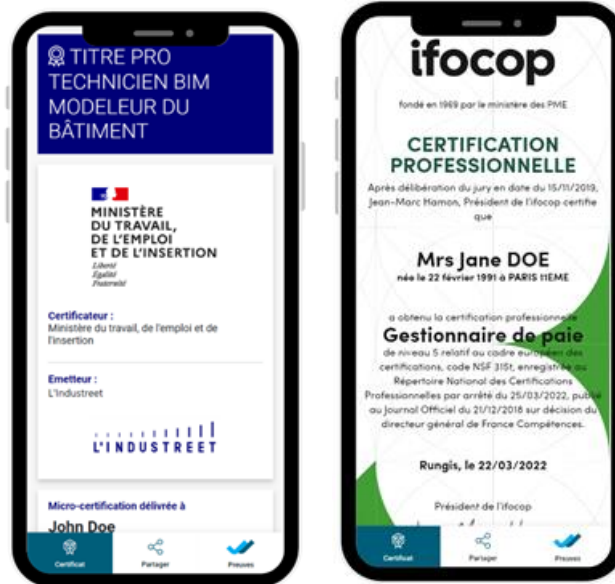 TITRE PRO
TECHNICIEN BIM
MODELEUR DU
BÂTIMENT
MINISTÈRE
DU TRAVAIL,
DE L'EMPLOI
ET DE L'INSERTION
Liberté
Égalité
Fraternité
Certificateur :
Ministère du travail, de l'emploi et de
l'insertion
Emetteur :
L'Industreet
L'INDUSTREET
Micro-certification délivrée à
John Doe
Certificat
Partager
Preuves
ifocop
fondé en 1969 par le ministère des PME
CERTIFICATION
PROFESSIONNELLE
Après délibération du jury en date du 15/11/2019,
Jean-Marc Hamon, Président de l'ifocop certifie
que
Mrs Jane DOE
née le 22 février 1991 à PARIS 11EME
a obtenu la certification professionnelle
Gestionnaire de paie
de niveau 5 relatif au cadre européen des
certifications, code NSF 315t, enregistrée au
Répertoire National des Certifications
Professionnelles par arrêté du 25/03/2022, publié
au Journal Officiel du 21/12/2018 sur décision du
directeur général de France Compétences.
Rungis, le 22/03/2022
Président de l'ifocop
Certificat
Partager
Preuves